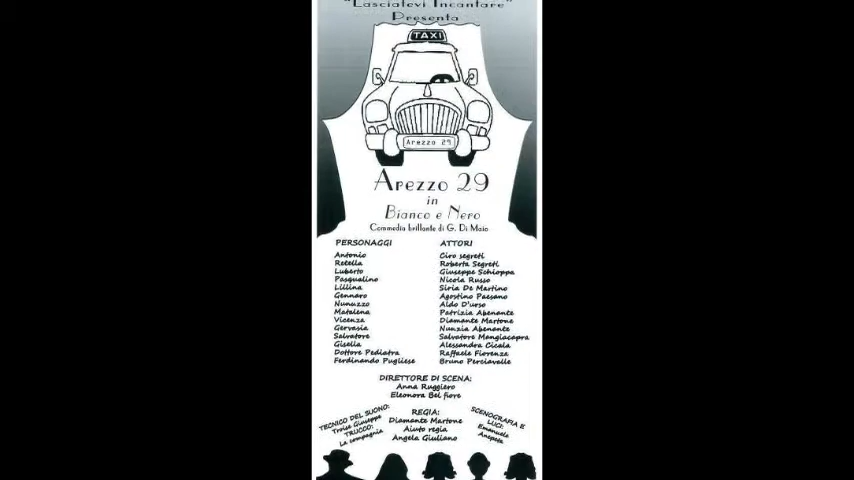 "Lasciatevi Incantare"
Presenta
TAXI
Arezzo 29
Arezzo 29
in
Bianco e Nero
Commedia brillante di G. Di Maio
PERSONAGGI ATTORI
Antonio Ciro segreti
Retella Roberta Segreti
Luberto Giuseppe Schioppa
Pasqualino Nicola Russo
Lillina Siria De Martino
Gennaro Agostino Paesano
Nunuzzo Aldo D'urso
Matalena Patrizia Abenante
Vicenza Diamante Martone
Gervasia Nunzia Abenante
Salvatore Salvatore Mangiacapra
Gisella Alessandra Cicala
Dottore Pediatra Raffaele Fiorenza
Ferdinando Pugliese Bruno Perciavalle
DIRETTORE DI SCENA:
Anna Ruggiero
Eleonora Bel fiore
TECNICO DEL SUONO:
Troise Giuseppe
TRUCCO:
La compagnia
REGIA:
Diamante Martone
Aiuto regia
Angela Giuliano
SCENOGRAFIA E
LUCI:
Emanuele